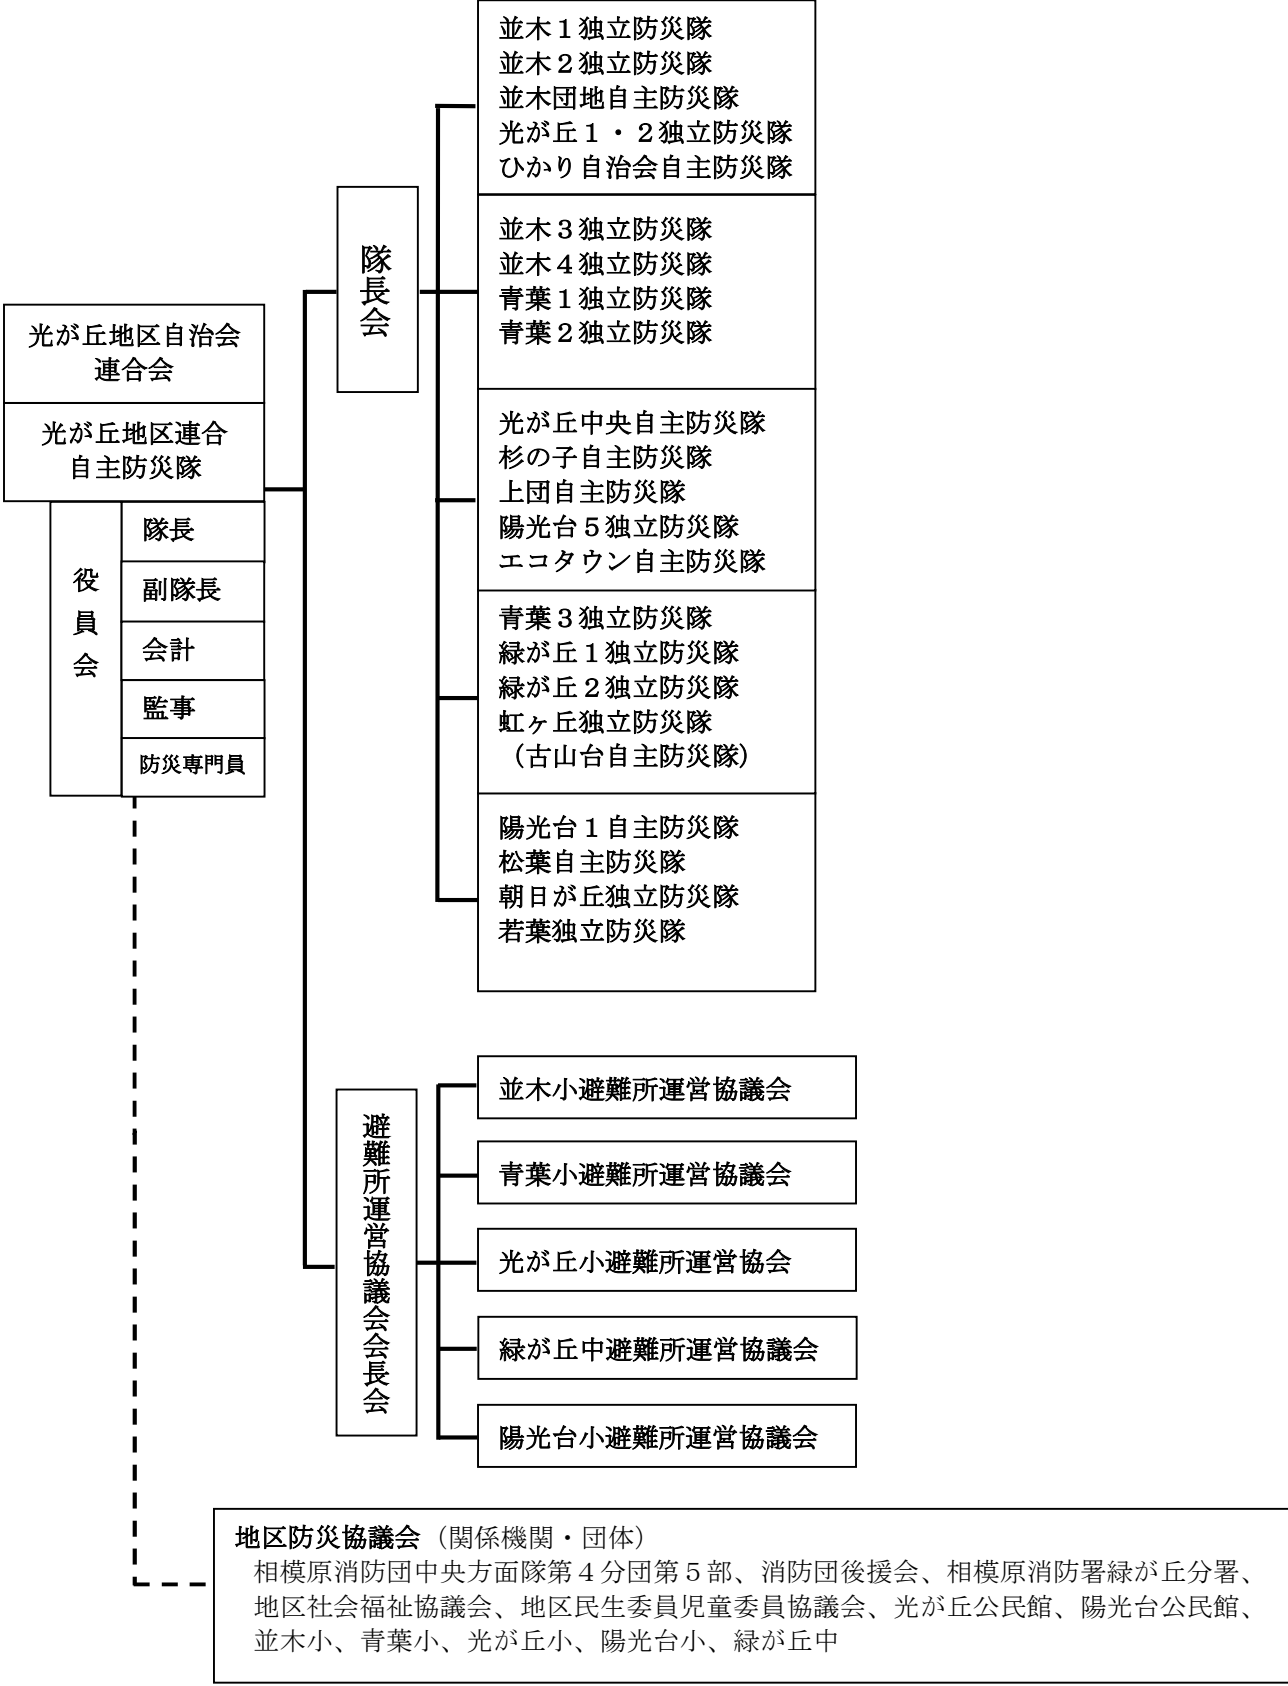 光が丘地区自治会
連合会
光が丘地区連合
自主防災隊
役員会
隊長
副隊長
会計
監事
防災専門員
隊長会
並木１独立防災隊
並木２独立防災隊
並木団地自主防災隊
光が丘１・２独立防災隊
ひかり自治会自主防災隊
並木３独立防災隊
並木４独立防災隊
青葉１独立防災隊
青葉２独立防災隊
光が丘中央自主防災隊
杉の子自主防災隊
上団自主防災隊
陽光台５独立防災隊
エコタウン自主防災隊
青葉３独立防災隊
緑が丘１独立防災隊
緑が丘２独立防災隊
虹ヶ丘独立防災隊
（古山台自主防災隊）
陽光台１自主防災隊
松葉自主防災隊
朝日が丘独立防災隊
若葉独立防災隊
避難所運営協議会会長会
並木小避難所運営協議会
青葉小避難所運営協議会
光が丘小避難所運営協会
緑が丘中避難所運営協議会
陽光台小避難所運営協議会
地区防災協議会（関係機関・団体）
相模原消防団中央方面隊第４分団第５部、消防団後援会、相模原消防署緑が丘分署、
地区社会福祉協議会、地区民生委員児童委員協議会、光が丘公民館、陽光台公民館、
並木小、青葉小、光が丘小、陽光台小、緑が丘中